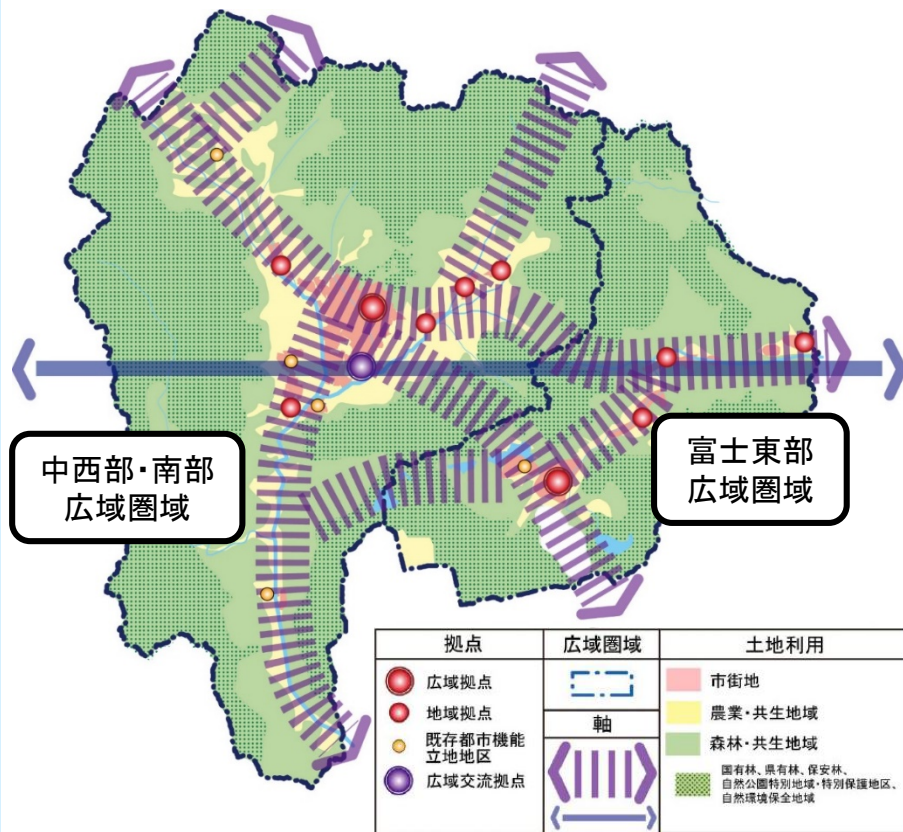 中西部・南部
広域圏域
富士東部
広域圏域
拠点
広域拠点
地域拠点
既存都市機能
立地地区
広域交流拠点
広域圏域
軸
土地利用
市街地
農業・共生地域
森林・共生地域
国有林、県有林、保安林、
自然公園特別地域・特別保護地区、
自然環境保全地域